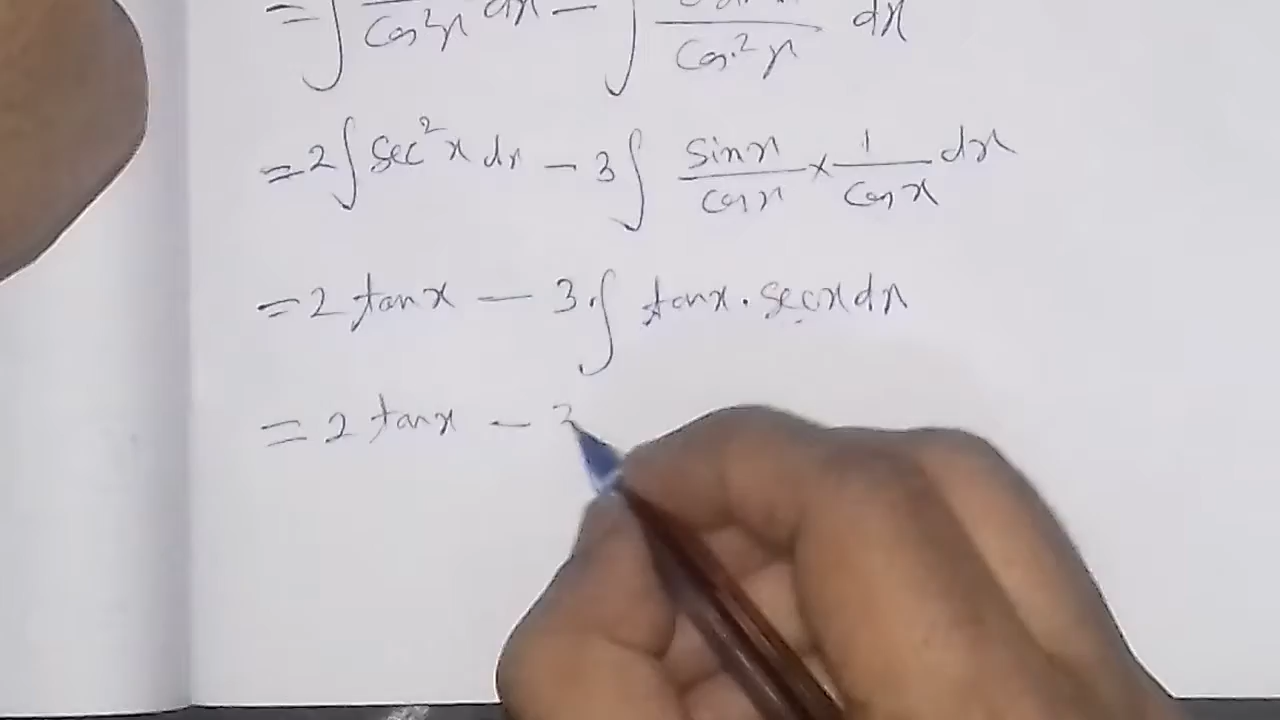 = ∫ / cos²x dx − ∫ / cos²x dx
= 2∫ sec²x dx − 3∫ sinx/cosx × 1/cosx dx
= 2 tanx − 3.∫ tanx . secx dx
= 2 tanx − 3